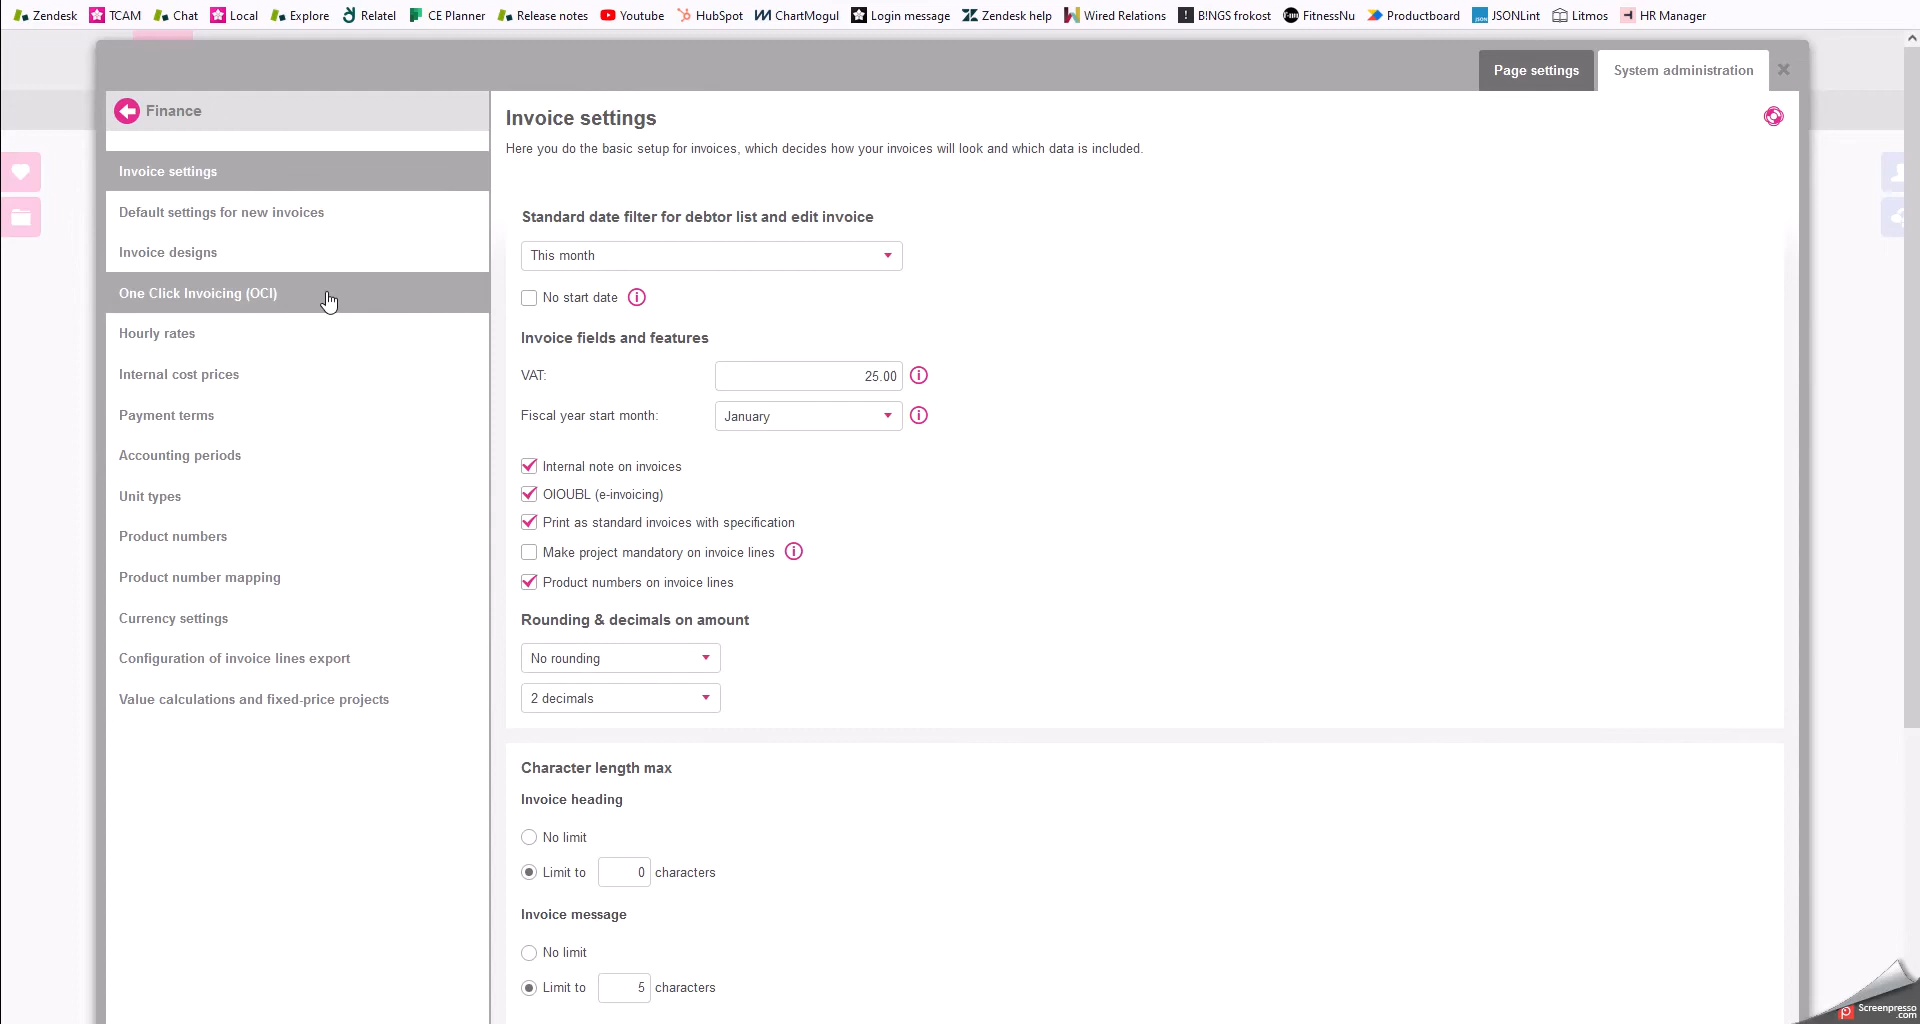 Zendesk TCAM Chat Local Explore Relatel CE Planner Release notes Youtube HubSpot ChartMogul Login message Zendesk help Wired Relations B!NGS frokost FitnessNu Productboard JSONLint Litmos HR Manager
Page settings System administration
Finance
Invoice settings
Default settings for new invoices
Invoice designs
One Click Invoicing (OCI)
Hourly rates
Internal cost prices
Payment terms
Accounting periods
Unit types
Product numbers
Product number mapping
Currency settings
Configuration of invoice lines export
Value calculations and fixed-price projects
Invoice settings
Here you do the basic setup for invoices, which decides how your invoices will look and which data is included.
Standard date filter for debtor list and edit invoice
This month
No start date
Invoice fields and features
VAT: 25.00
Fiscal year start month: January
Internal note on invoices
OIOUBL (e-invoicing)
Print as standard invoices with specification
Make project mandatory on invoice lines
Product numbers on invoice lines
Rounding & decimals on amount
No rounding
2 decimals
Character length max
Invoice heading
No limit
Limit to 0 characters
Invoice message
No limit
Limit to 5 characters
Screenpresso
.com